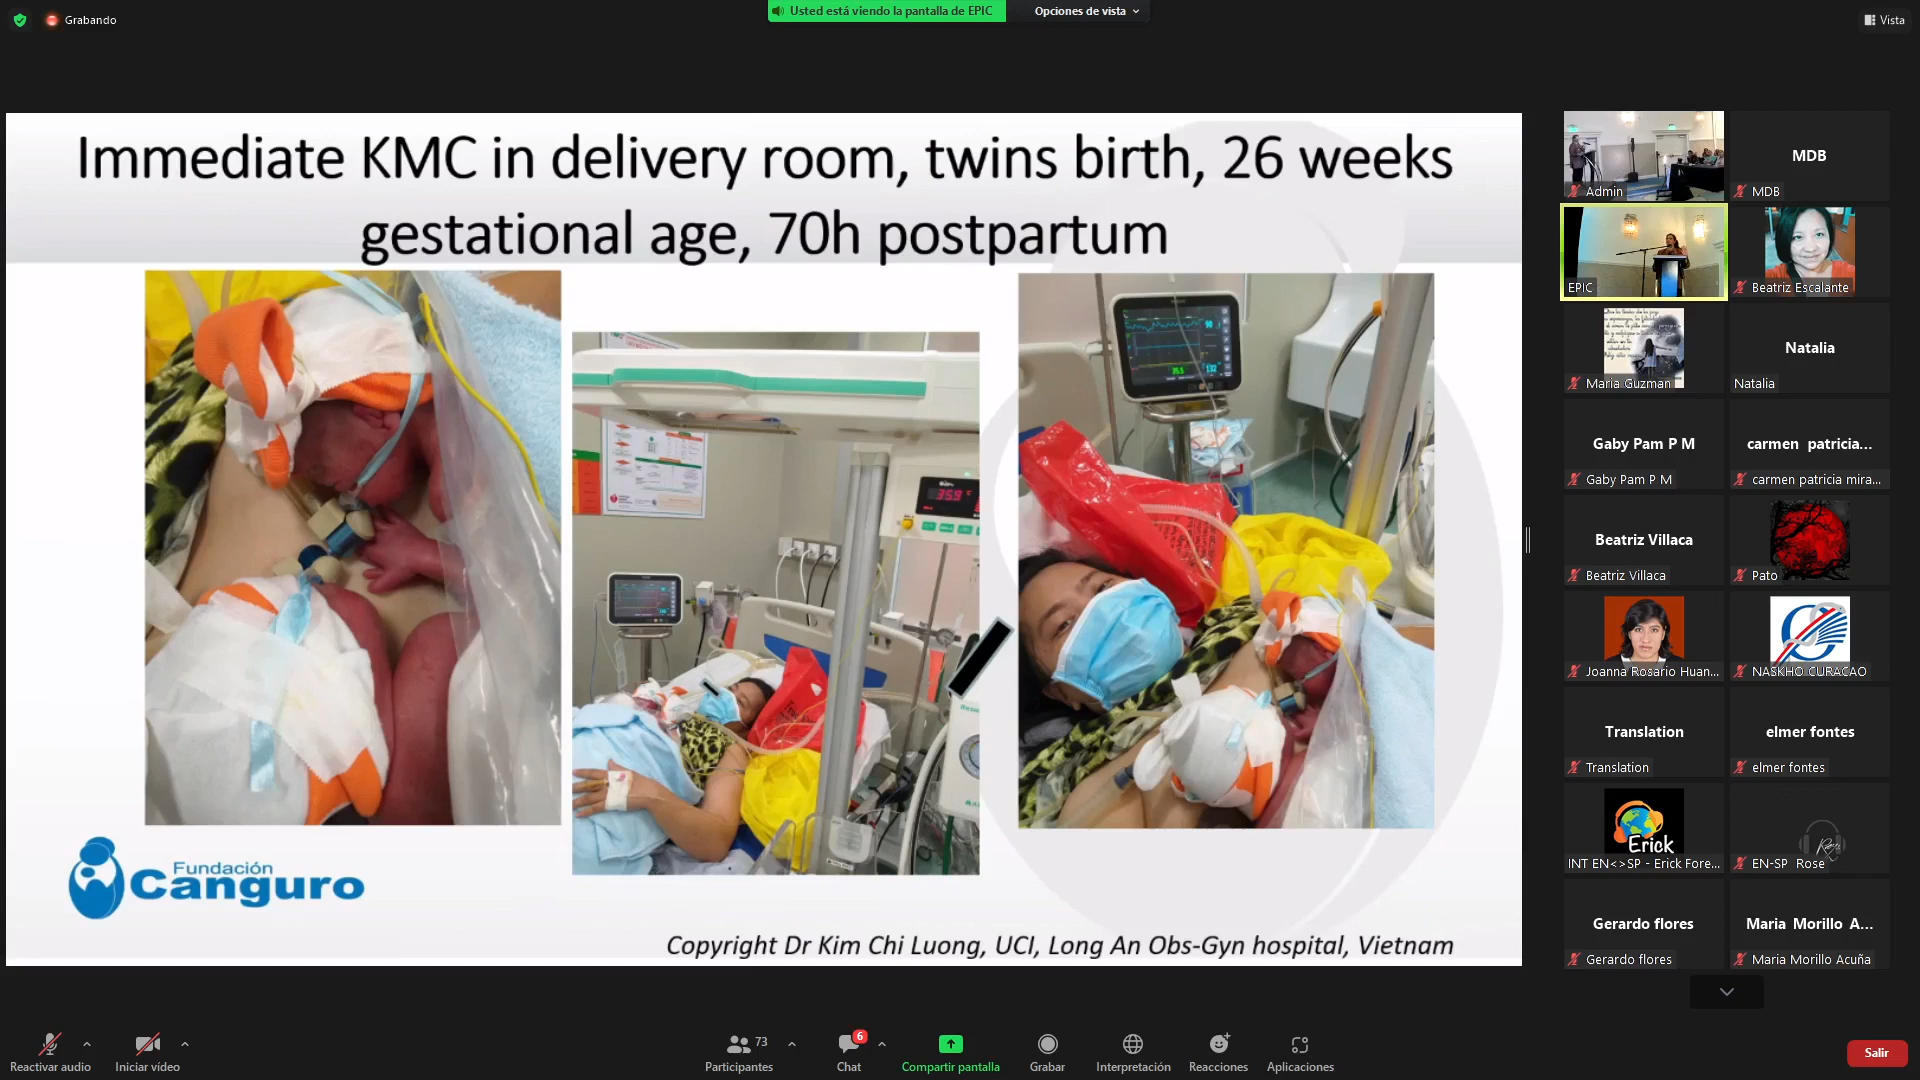 Grabando
Usted está viendo la pantalla de EPIC
Opciones de vista
Vista
Immediate KMC in delivery room, twins birth, 26 weeks
gestational age, 70h postpartum
35.9
Fundación
Canguro
Copyright Dr Kim Chi Luong, UCI, Long An Obs-Gyn hospital, Vietnam
Admin
MDB
MDB
EPIC
Beatriz Escalante
Maria Guzman
Natalia
Natalia
Gaby Pam P M
Gaby Pam P M
carmen patricia...
carmen patricia mira...
Beatriz Villaca
Beatriz Villaca
Pato
Joanna Rosario Huan...
NASKHO CURACAO
Translation
Translation
elmer fontes
elmer fontes
Erick
INT EN<>SP - Erick Fore...
EN-SP Rose
Gerardo flores
Gerardo flores
Maria Morillo A...
Maria Morillo Acuña
Reactivar audio
Iniciar vídeo
73
Participantes
6
Chat
Compartir pantalla
Grabar
Interpretación
Reacciones
Aplicaciones
Salir